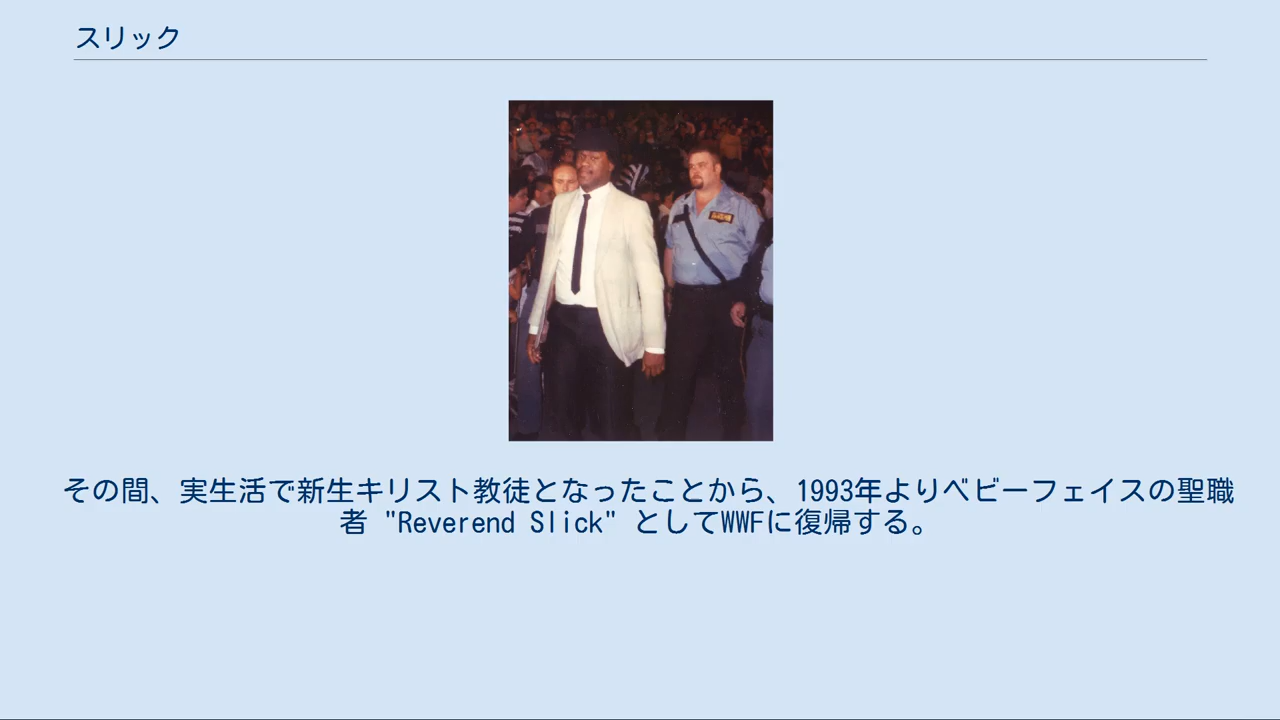 スリック
その間、実生活で新生キリスト教徒となったことから、1993年よりベビーフェイスの聖職
者 "Reverend Slick" としてWWFに復帰する。